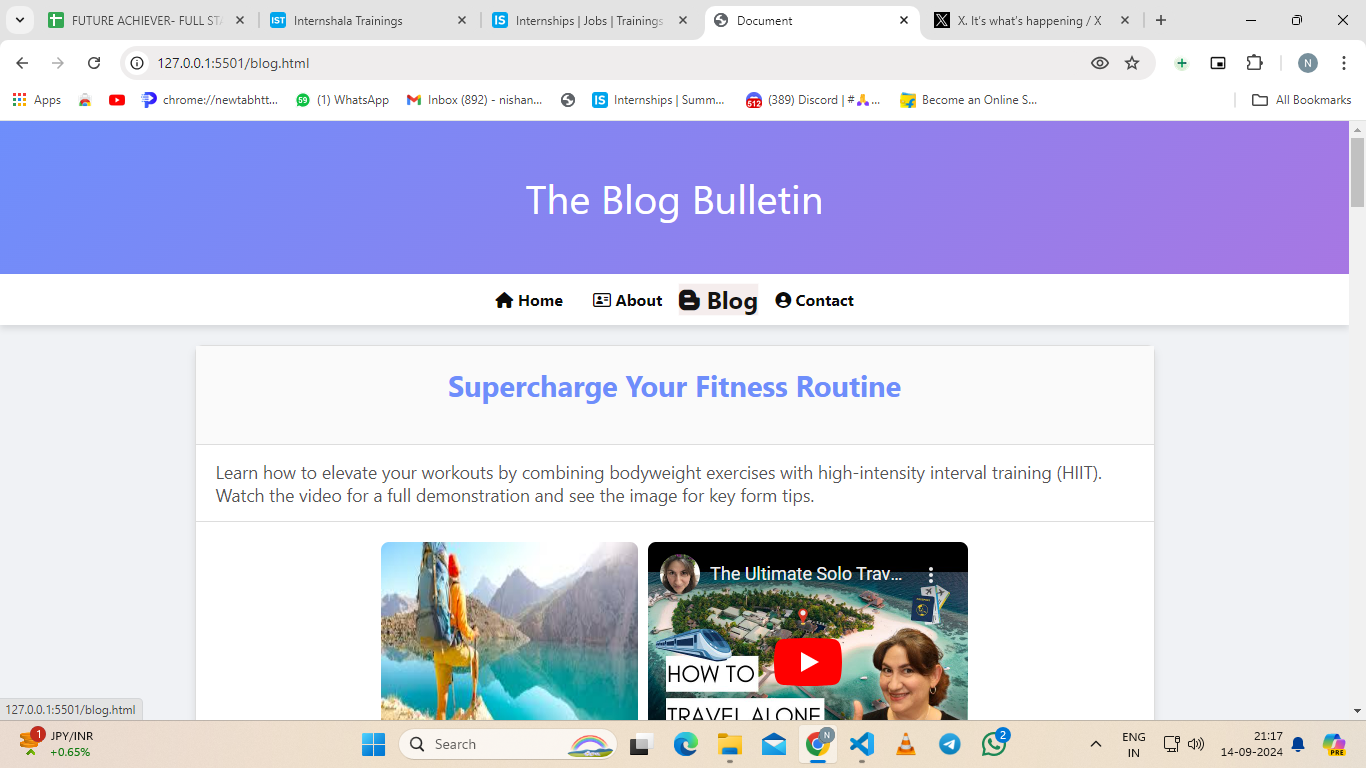 FUTURE ACHIEVER- FULL STA
Internshala Trainings
Internships | Jobs | Trainings
Document
X. It's what's happening / X
127.0.0.1:5501/blog.html
N
Apps
chrome://newtabhtt...
(1) WhatsApp
Inbox (892) - nishan...
Internships | Summ...
(389) Discord | #🙏...
Become an Online S...
All Bookmarks
The Blog Bulletin
Home
About
Blog
Contact
Supercharge Your Fitness Routine
Learn how to elevate your workouts by combining bodyweight exercises with high-intensity interval training (HIIT).
Watch the video for a full demonstration and see the image for key form tips.
The Ultimate Solo Trav...
HOW TO
TRAVEL ALONE
127.0.0.1:5501/blog.html
1
JPY/INR
+0.65%
Search
N
2
ENG
IN
21:17
14-09-2024
PRE